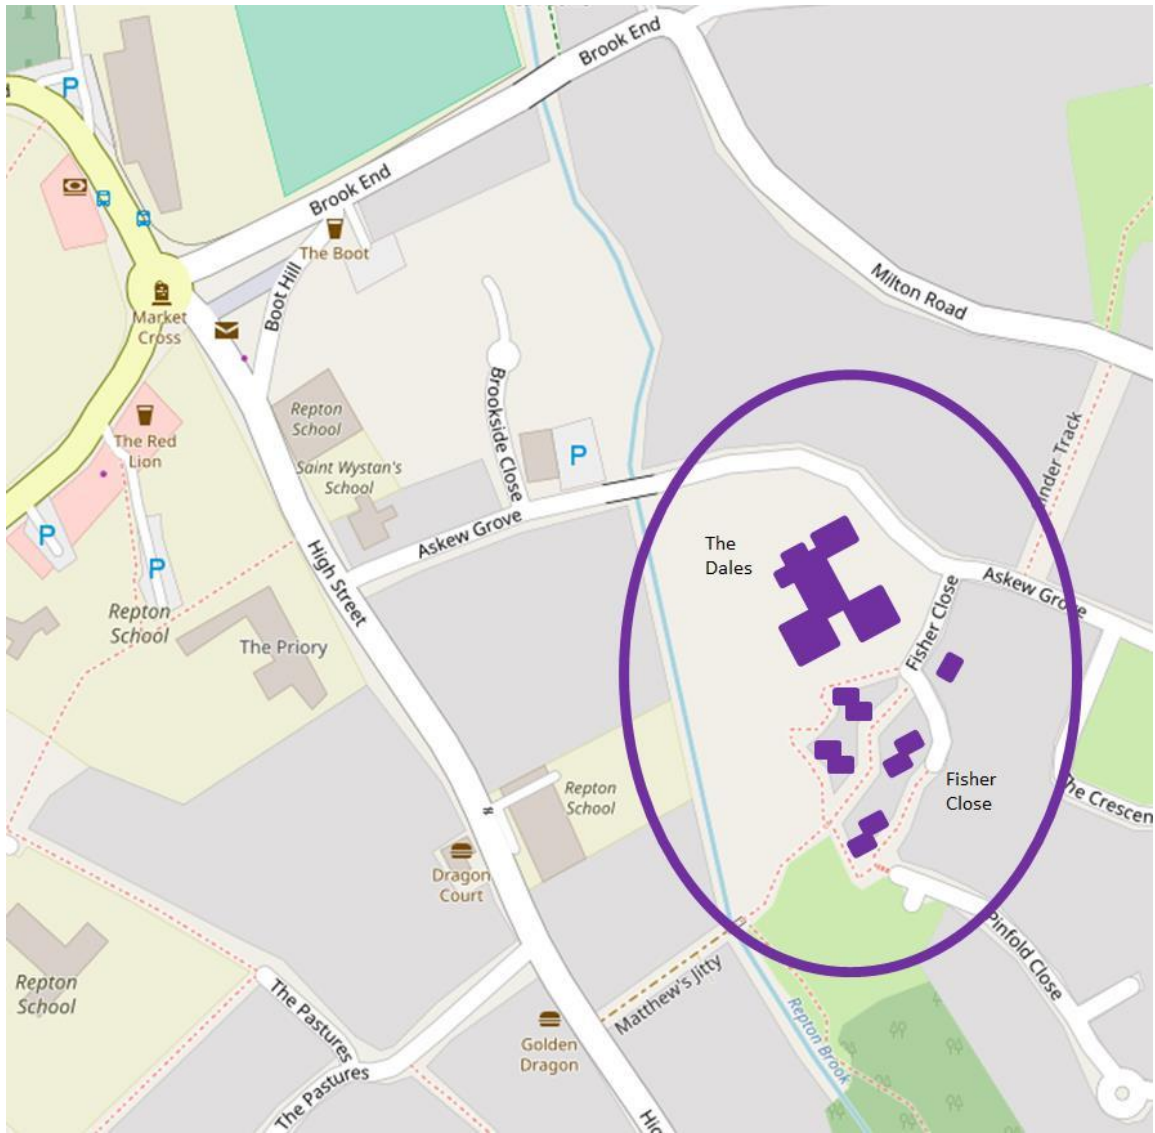 Brook End
P
Brook End
The Boot
Boot Hill
Market
Cross
Milton Road
Brookside Close
Repton
School
The Red
Lion
Saint Wystan's
School
P
inder Track
P
P
Askew Grove
High Street
The
Dales
Askew Grove
Fisher Close
Repton
School
The Priory
Fisher
Close
The Crescen
Repton
School
Dragon
Court
Pinfold Close
Repton
School
Matthew's Jitty
The Pastures
Golden
Dragon
Repton Brook
The Pastures
Hig